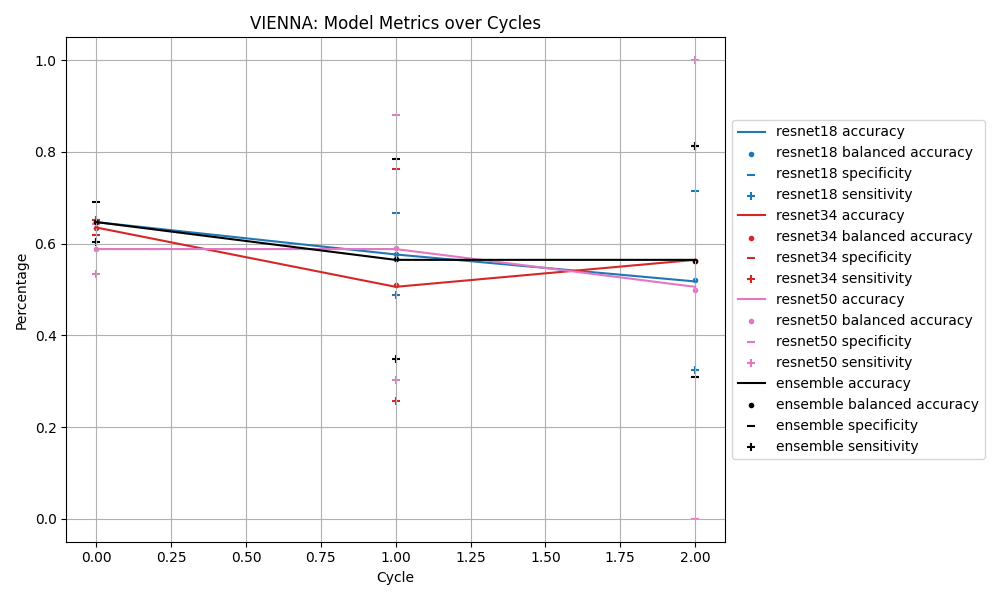 VIENNA: Model Metrics over Cycles
Percentage
1.0
0.8
0.6
0.4
0.2
0.0
0.00
0.25
0.50
0.75
1.00
1.25
1.50
1.75
2.00
Cycle
resnet18 accuracy
resnet18 balanced accuracy
resnet18 specificity
resnet18 sensitivity
resnet34 accuracy
resnet34 balanced accuracy
resnet34 specificity
resnet34 sensitivity
resnet50 accuracy
resnet50 balanced accuracy
resnet50 specificity
resnet50 sensitivity
ensemble accuracy
ensemble balanced accuracy
ensemble specificity
ensemble sensitivity